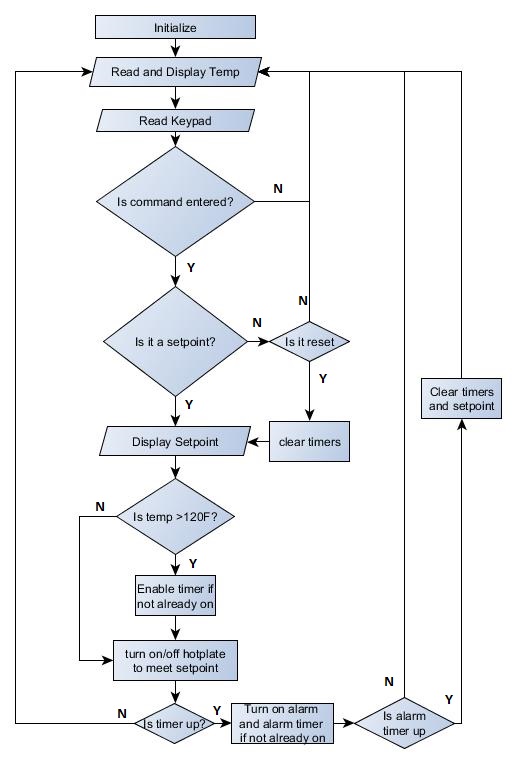 Initialize
Read and Display Temp
Read Keypad
Is command entered?
N
Y
Is it a setpoint?
N
N
Is it reset
Y
Y
Clear timers
and setpoint
Display Setpoint
clear timers
Is temp >120F?
N
Y
Enable timer if
not already on
turn on/off hotplate
to meet setpoint
Is timer up?
N
Y
Turn on alarm
and alarm timer
if not already on
N
Is alarm
timer up
Y